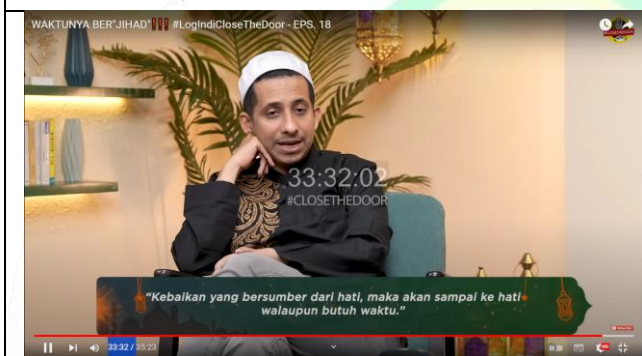 WAKTUNYA BER"JIHAD"‼️❗ #LogIndiCloseTheDoor - EPS. 18
33:32:02
#CLOSETHEDOOR
"Kebaikan yang bersumber dari hati, maka akan sampai ke hati
walaupun butuh waktu."
33:32 / 35:23